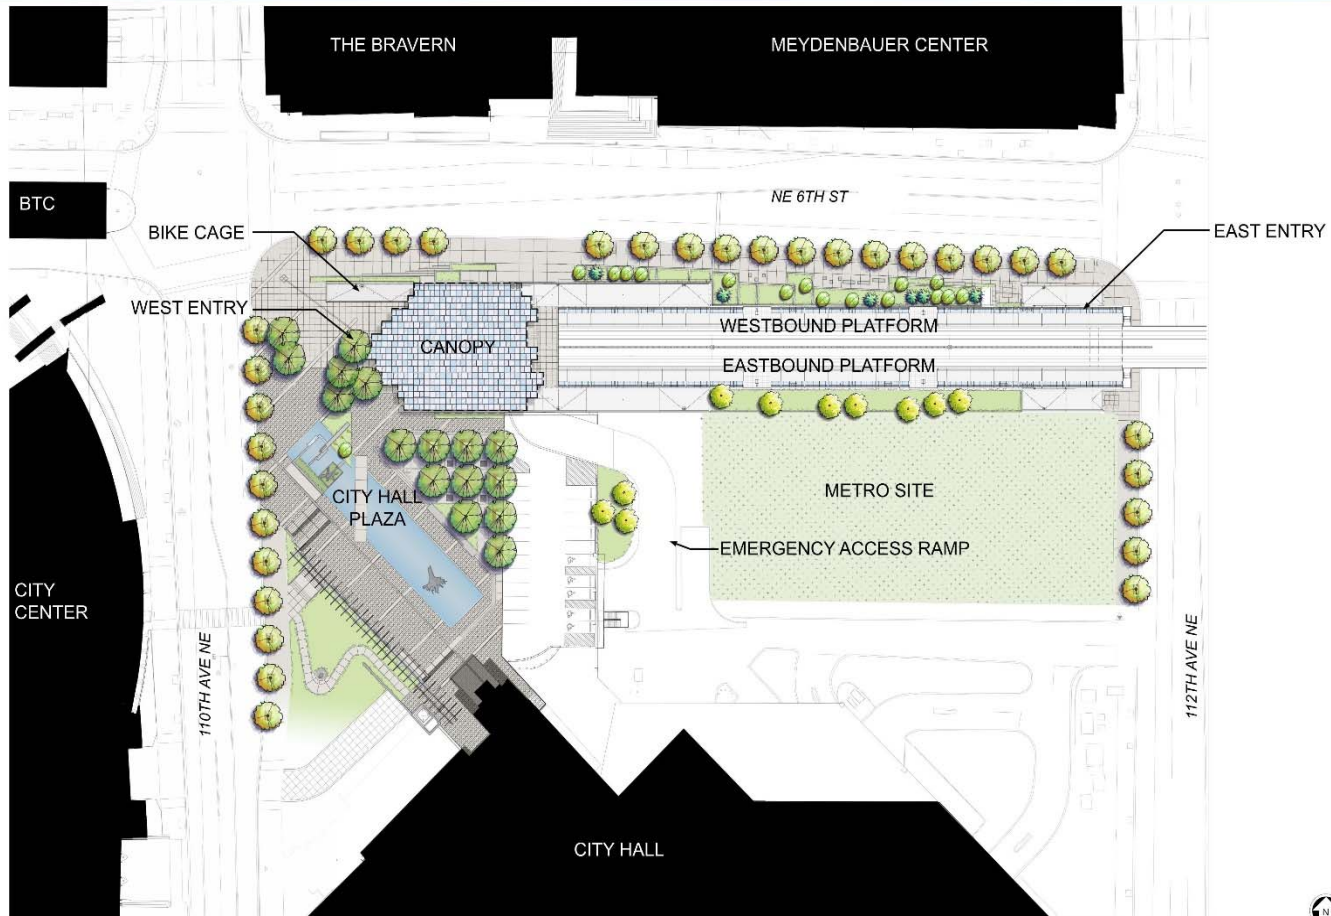 THE BRAVERN
MEYDENBAUER CENTER
BTC
NE 6TH ST
BIKE CAGE
EAST ENTRY
WEST ENTRY
WESTBOUND PLATFORM
CANOPY
EASTBOUND PLATFORM
METRO SITE
CITY HALL
PLAZA
EMERGENCY ACCESS RAMP
CITY
CENTER
110TH AVE NE
112TH AVE NE
CITY HALL
N